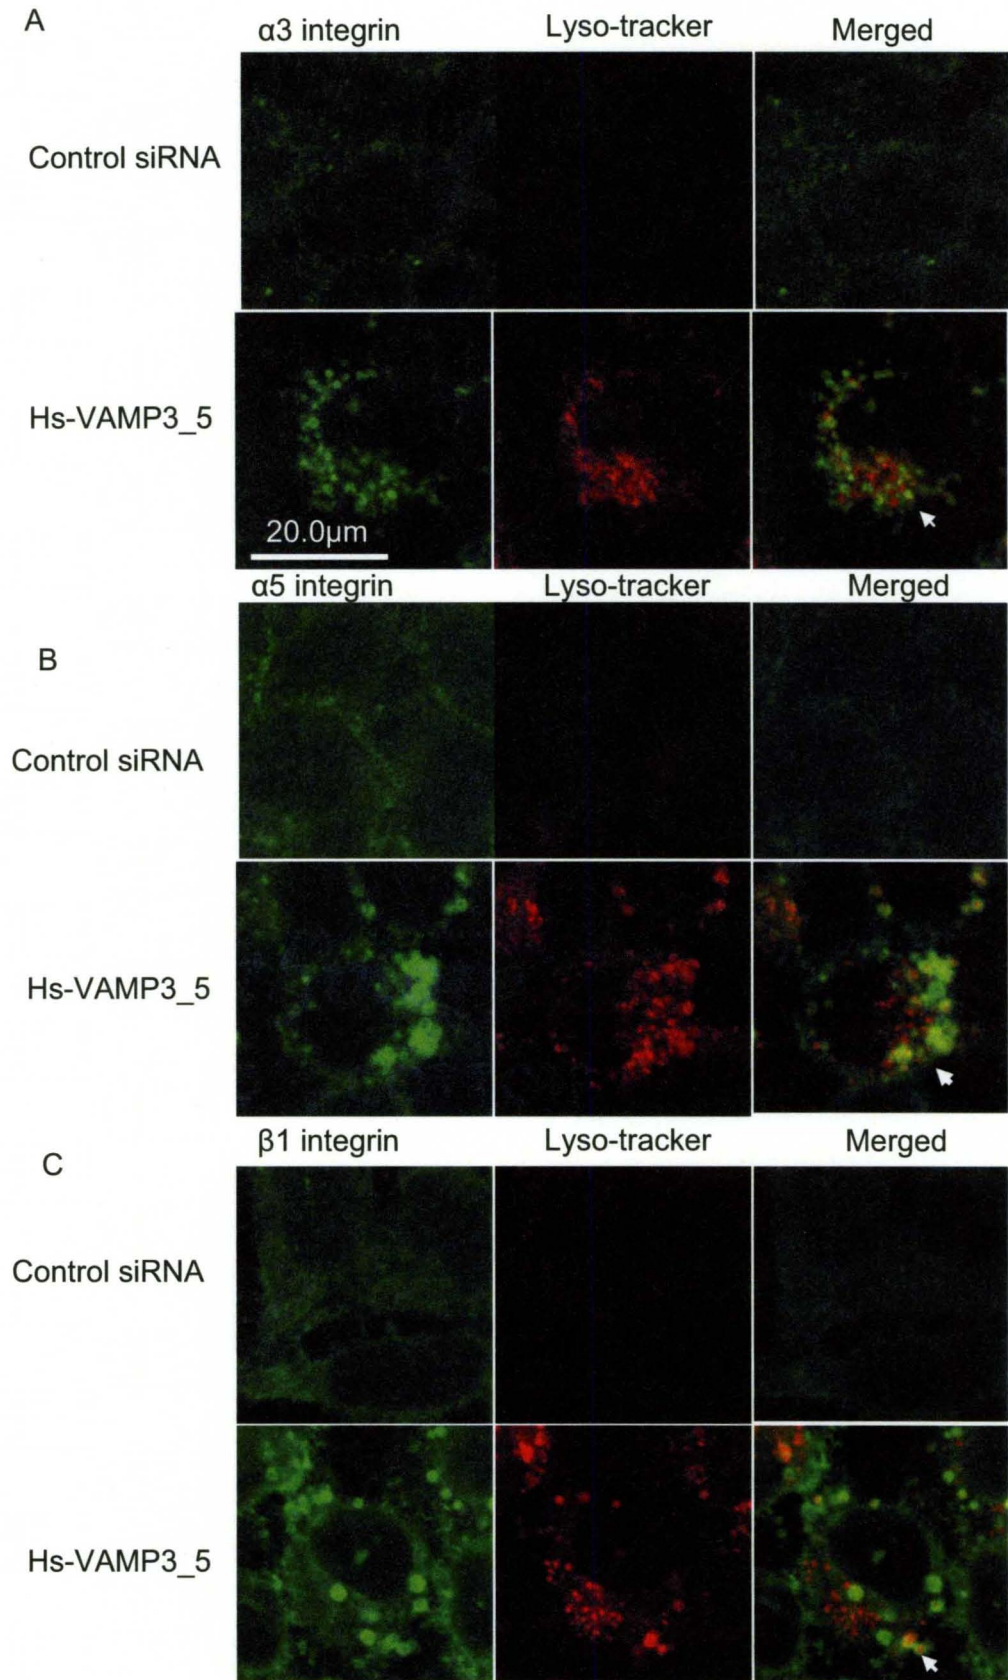 A
α3 integrin Lyso-tracker Merged
Control siRNA
Hs-VAMP3_5
20.0μm
α5 integrin Lyso-tracker Merged
B
Control siRNA
Hs-VAMP3_5
β1 integrin Lyso-tracker Merged
C
Control siRNA
Hs-VAMP3_5